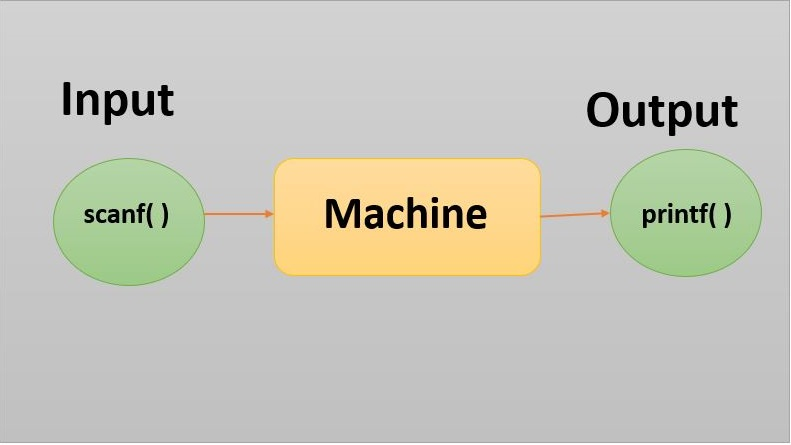 Input
Output
scanf( )
Machine
printf( )